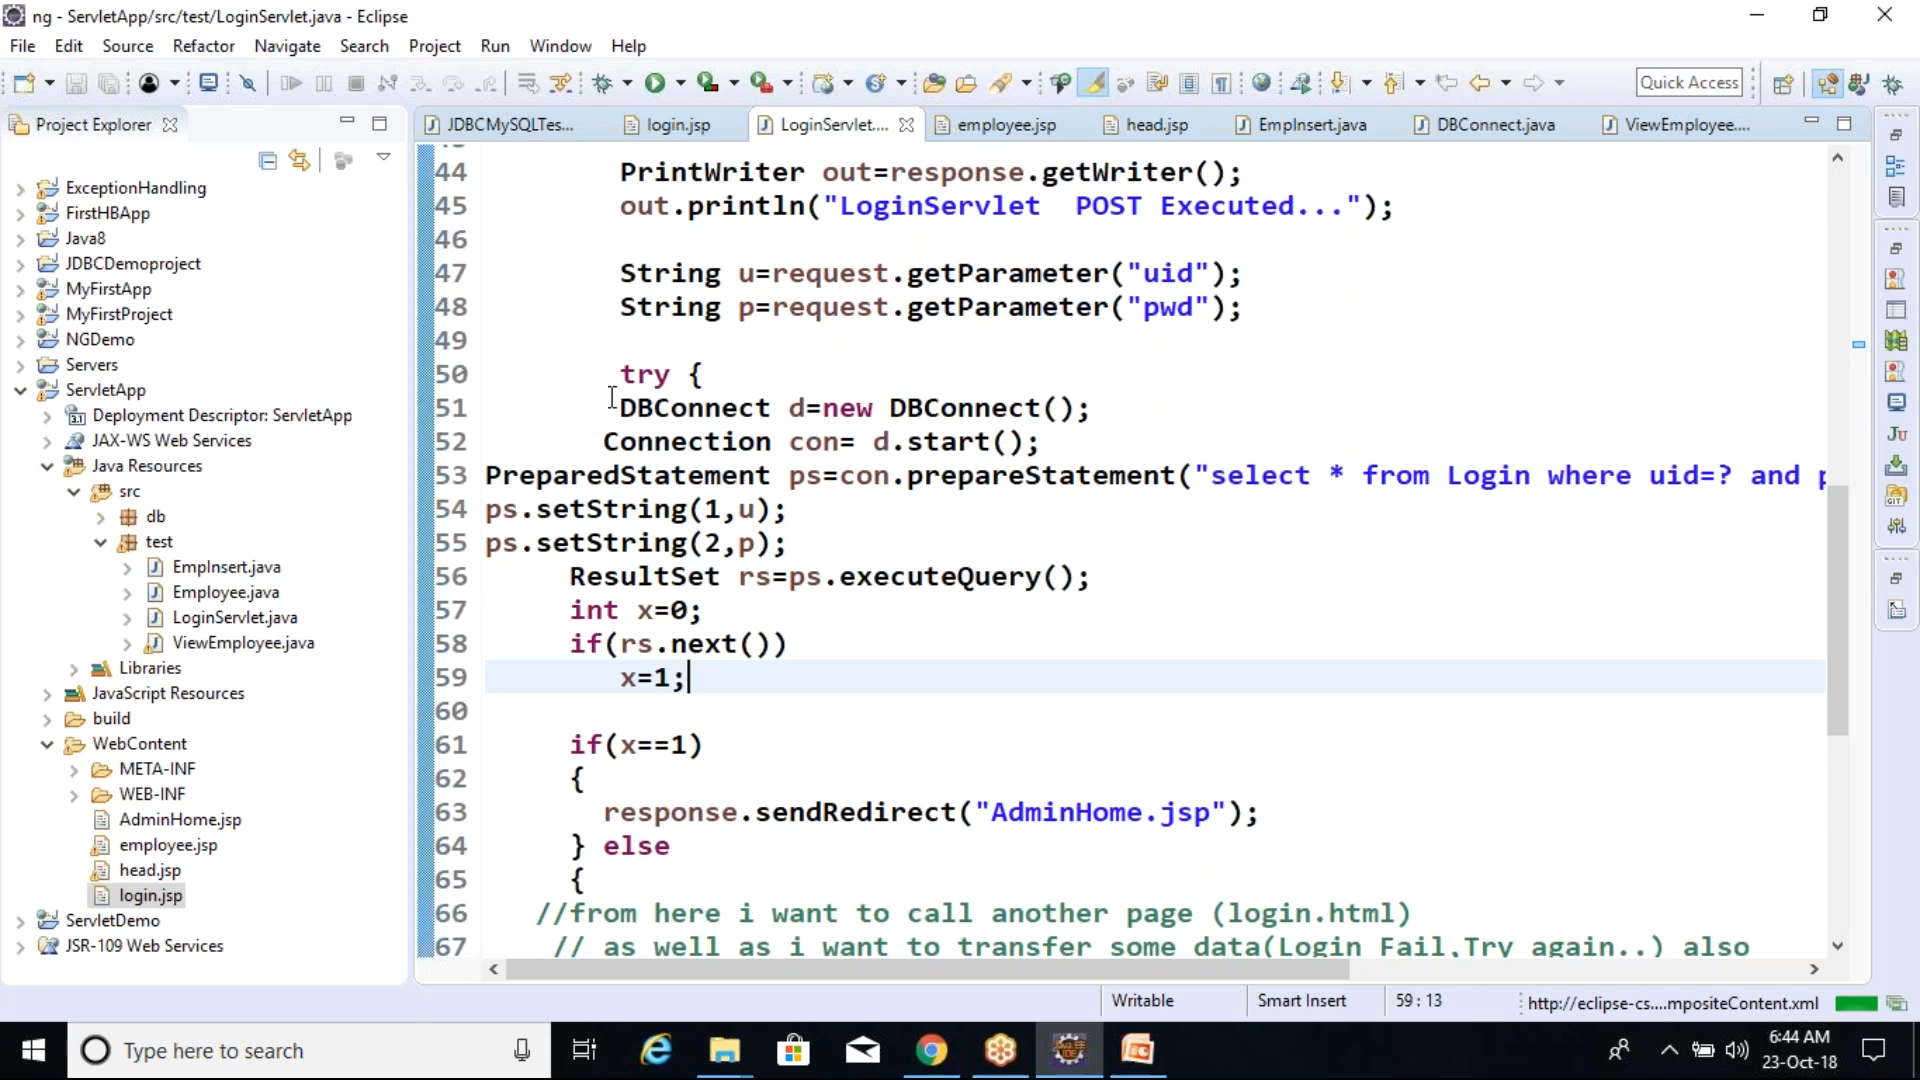 ng - ServletApp/src/test/LoginServlet.java - Eclipse
File Edit Source Refactor Navigate Search Project Run Window Help
Quick Access
Project Explorer
JDBCMySQLTes... login.jsp LoginServlet.... employee.jsp head.jsp EmpInsert.java DBConnect.java ViewEmployee....
ExceptionHandling
FirstHBApp
Java8
JDBCDemoproject
MyFirstApp
MyFirstProject
NGDemo
Servers
ServletApp
Deployment Descriptor: ServletApp
JAX-WS Web Services
Java Resources
src
db
test
EmpInsert.java
Employee.java
LoginServlet.java
ViewEmployee.java
Libraries
JavaScript Resources
build
WebContent
META-INF
WEB-INF
AdminHome.jsp
employee.jsp
head.jsp
login.jsp
ServletDemo
JSR-109 Web Services
44 PrintWriter out=response.getWriter();
45 out.println("LoginServlet  POST Executed...");
46
47 String u=request.getParameter("uid");
48 String p=request.getParameter("pwd");
49
50 try {
51 DBConnect d=new DBConnect();
52 Connection con= d.start();
53 PreparedStatement ps=con.prepareStatement("select * from Login where uid=? and p
54 ps.setString(1,u);
55 ps.setString(2,p);
56 ResultSet rs=ps.executeQuery();
57 int x=0;
58 if(rs.next())
59 x=1;
60
61 if(x==1)
62 {
63 response.sendRedirect("AdminHome.jsp");
64 } else
65 {
66 //from here i want to call another page (login.html)
67 // as well as i want to transfer some data(Login Fail,Try again..) also
Writable Smart Insert 59 : 13 http://eclipse-cs....mpositeContent.xml
Type here to search
6:44 AM
23-Oct-18